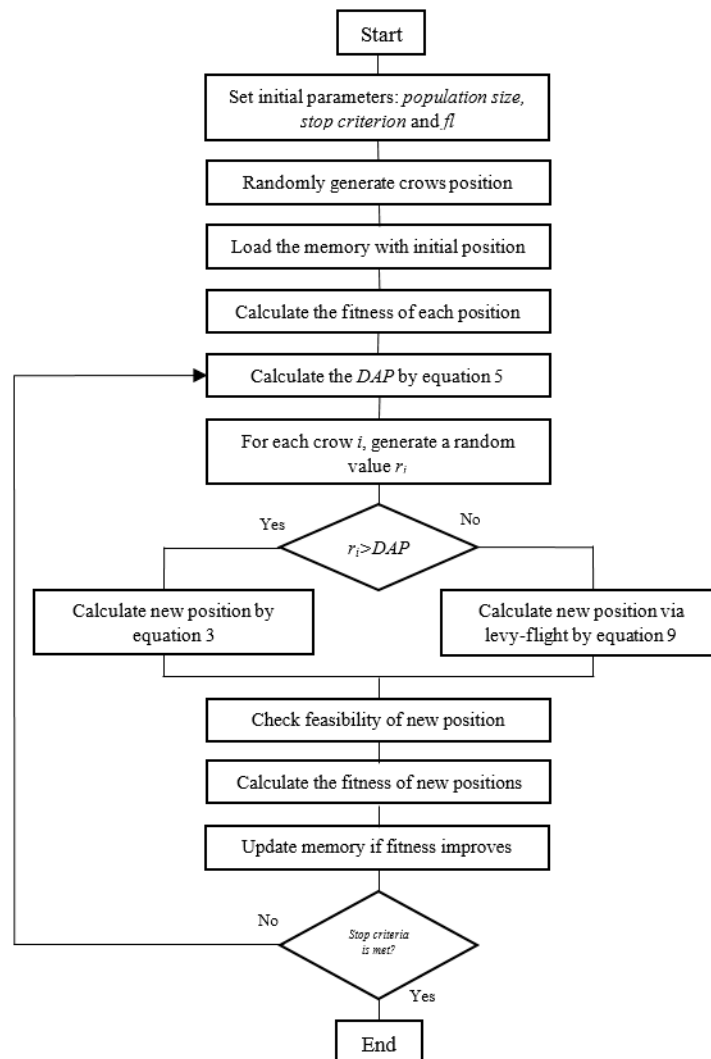 Start
Set initial parameters: population size,
stop criterion and fl
Randomly generate crows position
Load the memory with initial position
Calculate the fitness of each position
Calculate the DAP by equation 5
For each crow i, generate a random
value rᵢ
Yes
No
rᵢ>DAP
Calculate new position by
equation 3
Calculate new position via
levy-flight by equation 9
Check feasibility of new position
Calculate the fitness of new positions
Update memory if fitness improves
No
Stop criteria
is met?
Yes
End